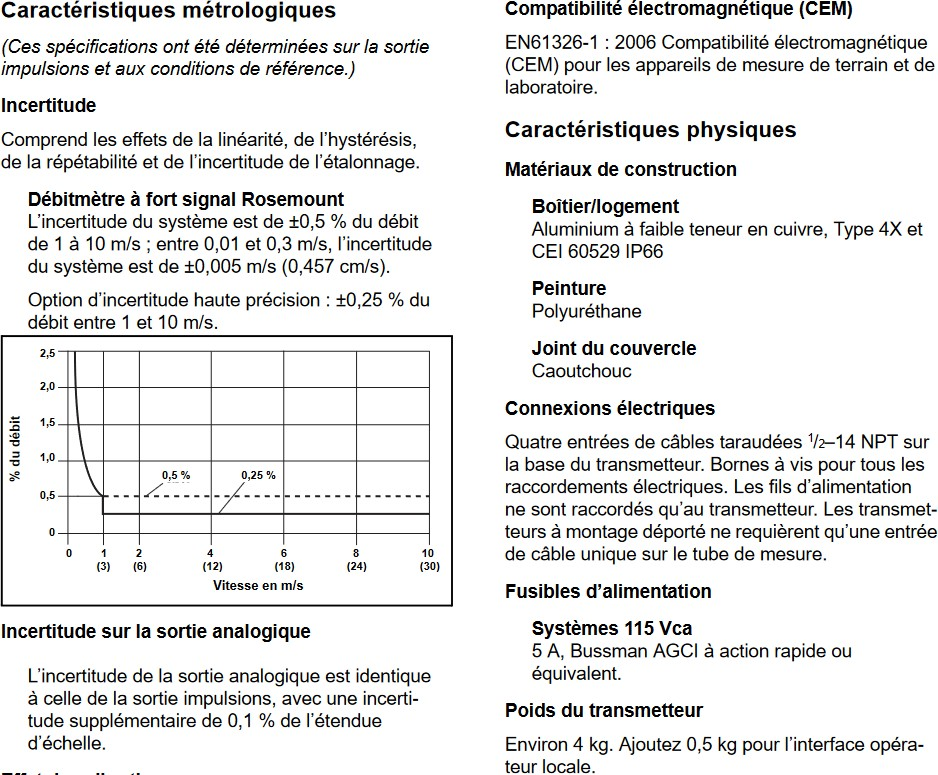 Caractéristiques métrologiques
(Ces spécifications ont été déterminées sur la sortie
impulsions et aux conditions de référence.)
Incertitude
Comprend les effets de la linéarité, de l’hystérésis,
de la répétabilité et de l’incertitude de l’étalonnage.
Débitmètre à fort signal Rosemount
L’incertitude du système est de ±0,5 % du débit
de 1 à 10 m/s ; entre 0,01 et 0,3 m/s, l’incertitude
du système est de ±0,005 m/s (0,457 cm/s).
Option d’incertitude haute précision : ±0,25 % du
débit entre 1 et 10 m/s.
% du débit
2,5
2,0
1,5
1,0
0,5
0
0,5 %
0,25 %
0 1 2 4 6 8 10
(3) (6) (12) (18) (24) (30)
Vitesse en m/s
Incertitude sur la sortie analogique
L’incertitude de la sortie analogique est identique
à celle de la sortie impulsions, avec une incerti-
tude supplémentaire de 0,1 % de l’étendue
d’échelle.
Compatibilité électromagnétique (CEM)
EN61326-1 : 2006 Compatibilité électromagnétique
(CEM) pour les appareils de mesure de terrain et de
laboratoire.
Caractéristiques physiques
Matériaux de construction
Boîtier/logement
Aluminium à faible teneur en cuivre, Type 4X et
CEI 60529 IP66
Peinture
Polyuréthane
Joint du couvercle
Caoutchouc
Connexions électriques
Quatre entrées de câbles taraudées 1/2–14 NPT sur
la base du transmetteur. Bornes à vis pour tous les
raccordements électriques. Les fils d’alimentation
ne sont raccordés qu’au transmetteur. Les transmet-
teurs à montage déporté ne requièrent qu’une entrée
de câble unique sur le tube de mesure.
Fusibles d’alimentation
Systèmes 115 Vca
5 A, Bussman AGCI à action rapide ou
équivalent.
Poids du transmetteur
Environ 4 kg. Ajoutez 0,5 kg pour l’interface opéra-
teur locale.